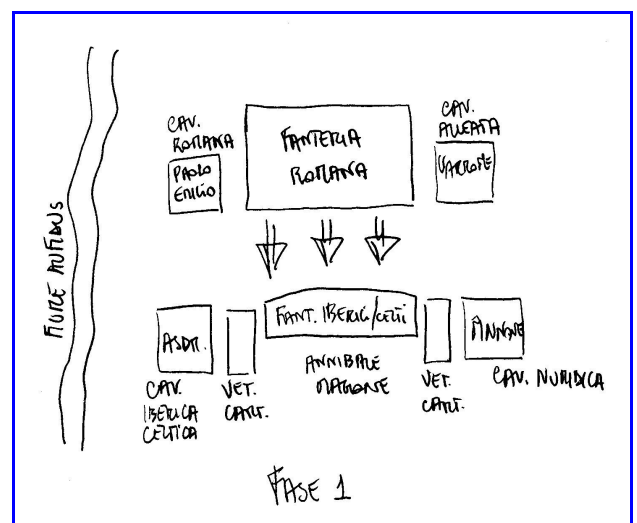 CAV.
ROMANA
PAOLO
EMILIO
FANTERIA
ROMANA
CAV.
ALLEATA
VARRONE
FIUME AUFIDUS
ASDR.
CAV.
IBERICA
CELTICA
VET.
CART.
FANT. IBERICI/CELTI
ANNIBALE
MAGONE
VET.
CART.
ANNONE
CAV. NUMIDICA
FASE 1